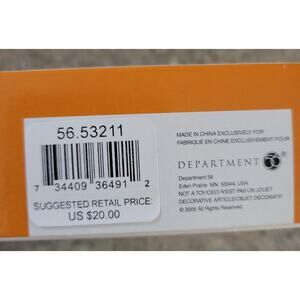 56.53211
7 34409 36491 2
SUGGESTED RETAIL PRICE:
US $20.00
MADE IN CHINA EXCLUSIVELY FOR
FABRIQUÉ EN CHINE EXCLUSIVEMENT POUR
DEPARTMENT 56
Department 56
Eden Prairie MN 55344, USA
NOT A TOY/CECI N'EST PAS UN JOUET
DECORATIVE ARTICLE/OBJET DECORATIF
© 2005 All Rights Reserved.